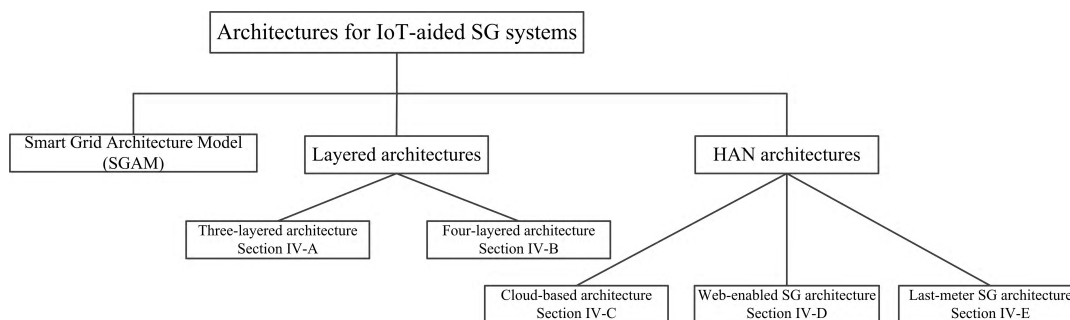 Architectures for IoT-aided SG systems
Smart Grid Architecture Model
(SGAM)
Layered architectures
HAN architectures
Three-layered architecture
Section IV-A
Four-layered architecture
Section IV-B
Cloud-based architecture
Section IV-C
Web-enabled SG architecture
Section IV-D
Last-meter SG architecture
Section IV-E